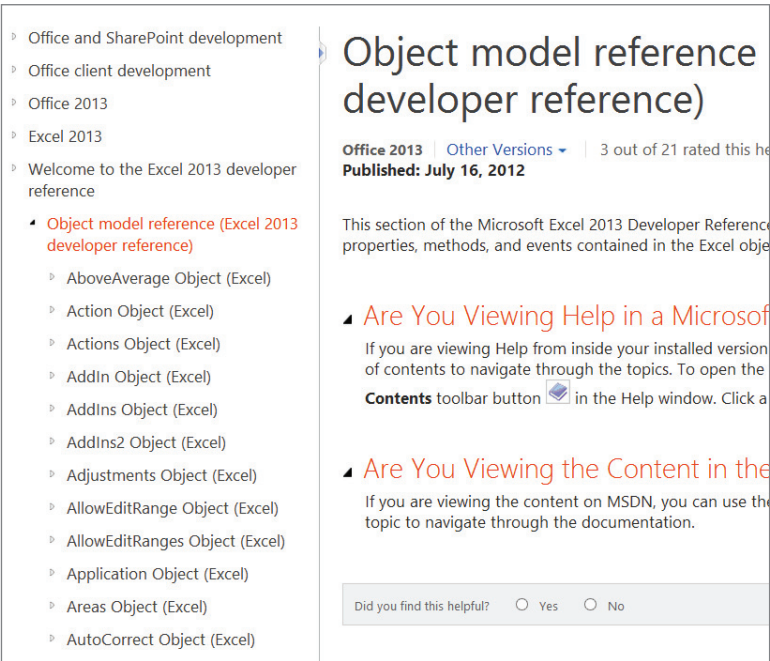 Office and SharePoint development
Office client development
Office 2013
Excel 2013
Welcome to the Excel 2013 developer
reference
Object model reference (Excel 2013
developer reference)
AboveAverage Object (Excel)
Action Object (Excel)
Actions Object (Excel)
AddIn Object (Excel)
AddIns Object (Excel)
AddIns2 Object (Excel)
Adjustments Object (Excel)
AllowEditRange Object (Excel)
AllowEditRanges Object (Excel)
Application Object (Excel)
Areas Object (Excel)
AutoCorrect Object (Excel)
Object model reference
developer reference)
Office 2013 Other Versions 3 out of 21 rated this he
Published: July 16, 2012
This section of the Microsoft Excel 2013 Developer Reference
properties, methods, and events contained in the Excel obje
Are You Viewing Help in a Microsof
If you are viewing Help from inside your installed version
of contents to navigate through the topics. To open the
Contents toolbar button in the Help window. Click a
Are You Viewing the Content in the
If you are viewing the content on MSDN, you can use the
topic to navigate through the documentation.
Did you find this helpful? Yes No